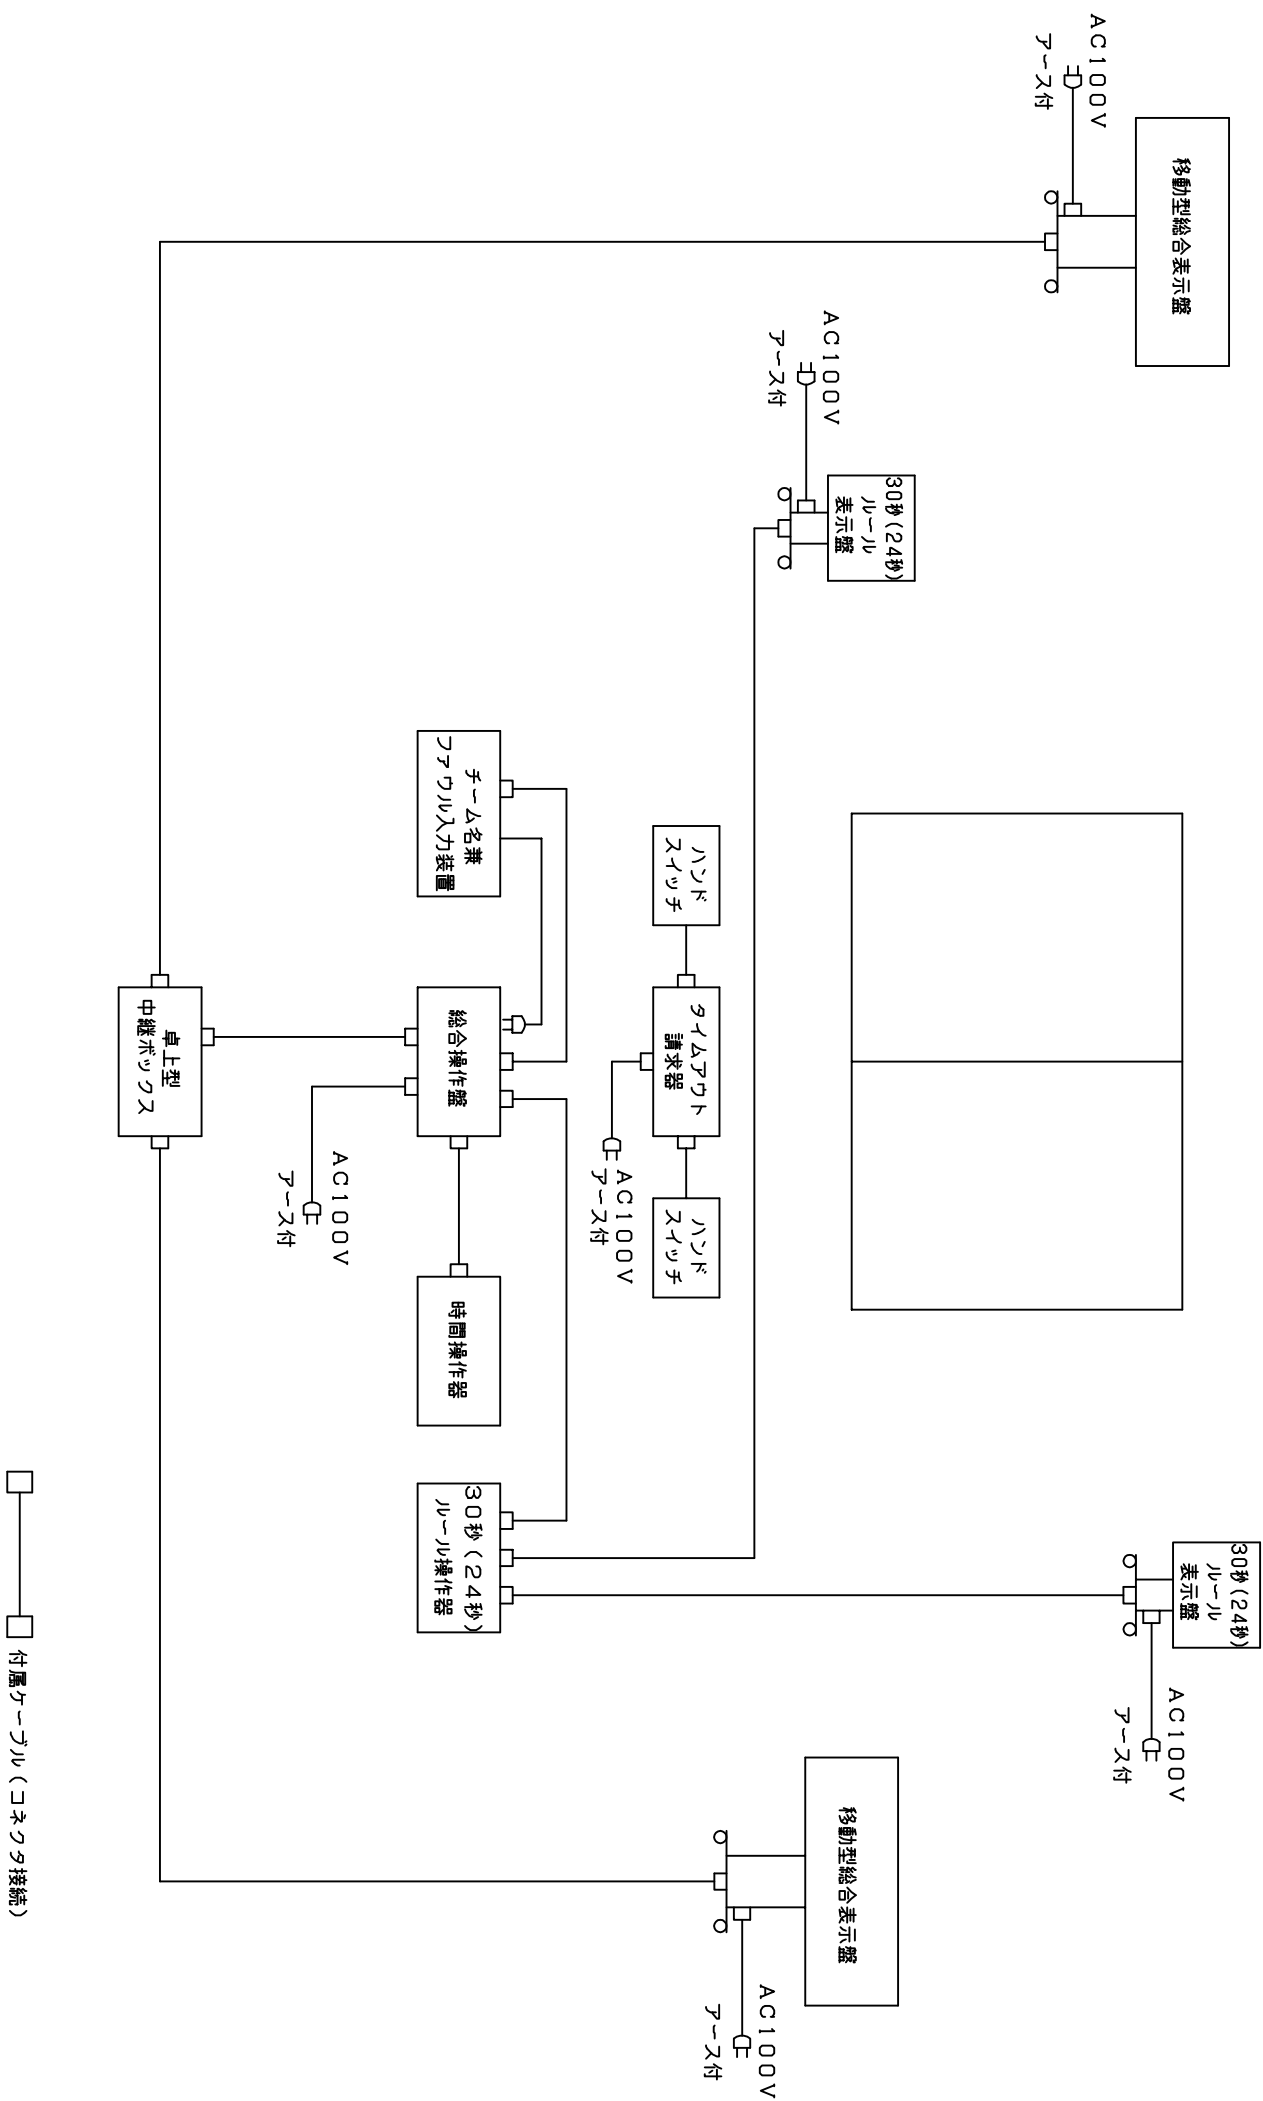 移動型総合表示盤
AC100V
アース付
30秒(24秒)
ルール
表示盤
AC100V
アース付
30秒(24秒)
ルール
表示盤
AC100V
アース付
移動型総合表示盤
AC100V
アース付
ハンド
スイッチ
タイムアウト
請求器
ハンド
スイッチ
AC100V
アース付
チーム名兼
ファウル入力装置
総合操作盤
時間操作器
30秒(24秒)
ルール操作器
AC100V
アース付
卓上型
中継ボックス
付属ケーブル(コネクタ接続)